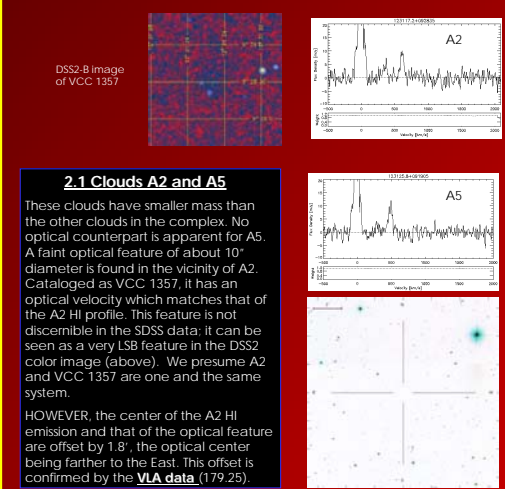 DSS2-B image
of VCC 1357
A2
Velocity [km/s]
2.1 Clouds A2 and A5
These clouds have smaller mass than
the other clouds in the complex. No
optical counterpart is apparent for A5.
A faint optical feature of about 10"
diameter is found in the vicinity of A2.
Cataloged as VCC 1357, it has an
optical velocity which matches that of
the A2 HI profile. This feature is not
discernible in the SDSS data; it can be
seen as a very LSB feature in the DSS2
color image (above). We presume A2
and VCC 1357 are one and the same
system.
HOWEVER, the center of the A2 HI
emission and that of the optical feature
are offset by 1.8', the optical center
being farther to the East. This offset is
confirmed by the VLA data (179.25).
123125.8+091905
A5
Velocity [km/s]